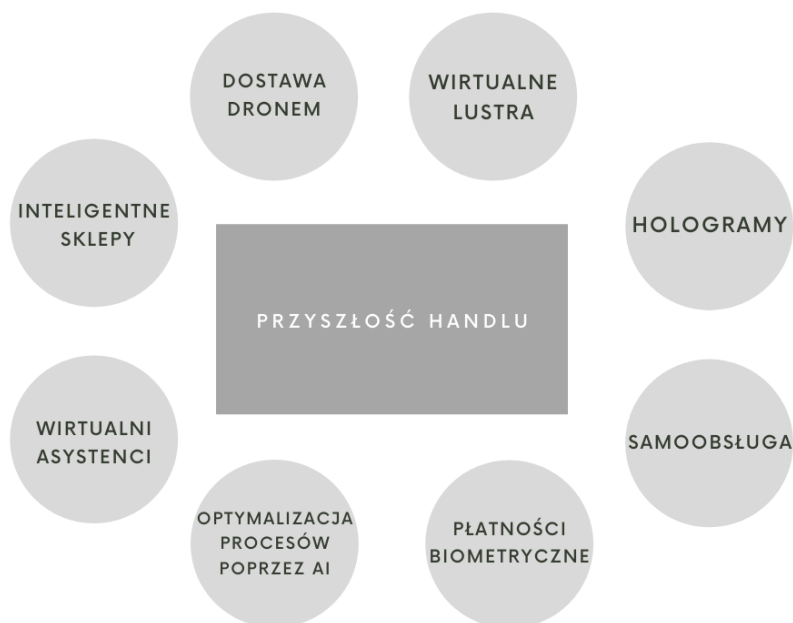 DOSTAWA
DRONEM
WIRTUALNE
LUSTRA
INTELIGENTNE
SKLEPY
HOLOGRAMY
PRZYSZŁOŚĆ HANDLU
WIRTUALNI
ASYSTENCI
SAMOOBSŁUGA
OPTYMALIZACJA
PROCESÓW
POPRZEZ AI
PŁATNOŚCI
BIOMETRYCZNE